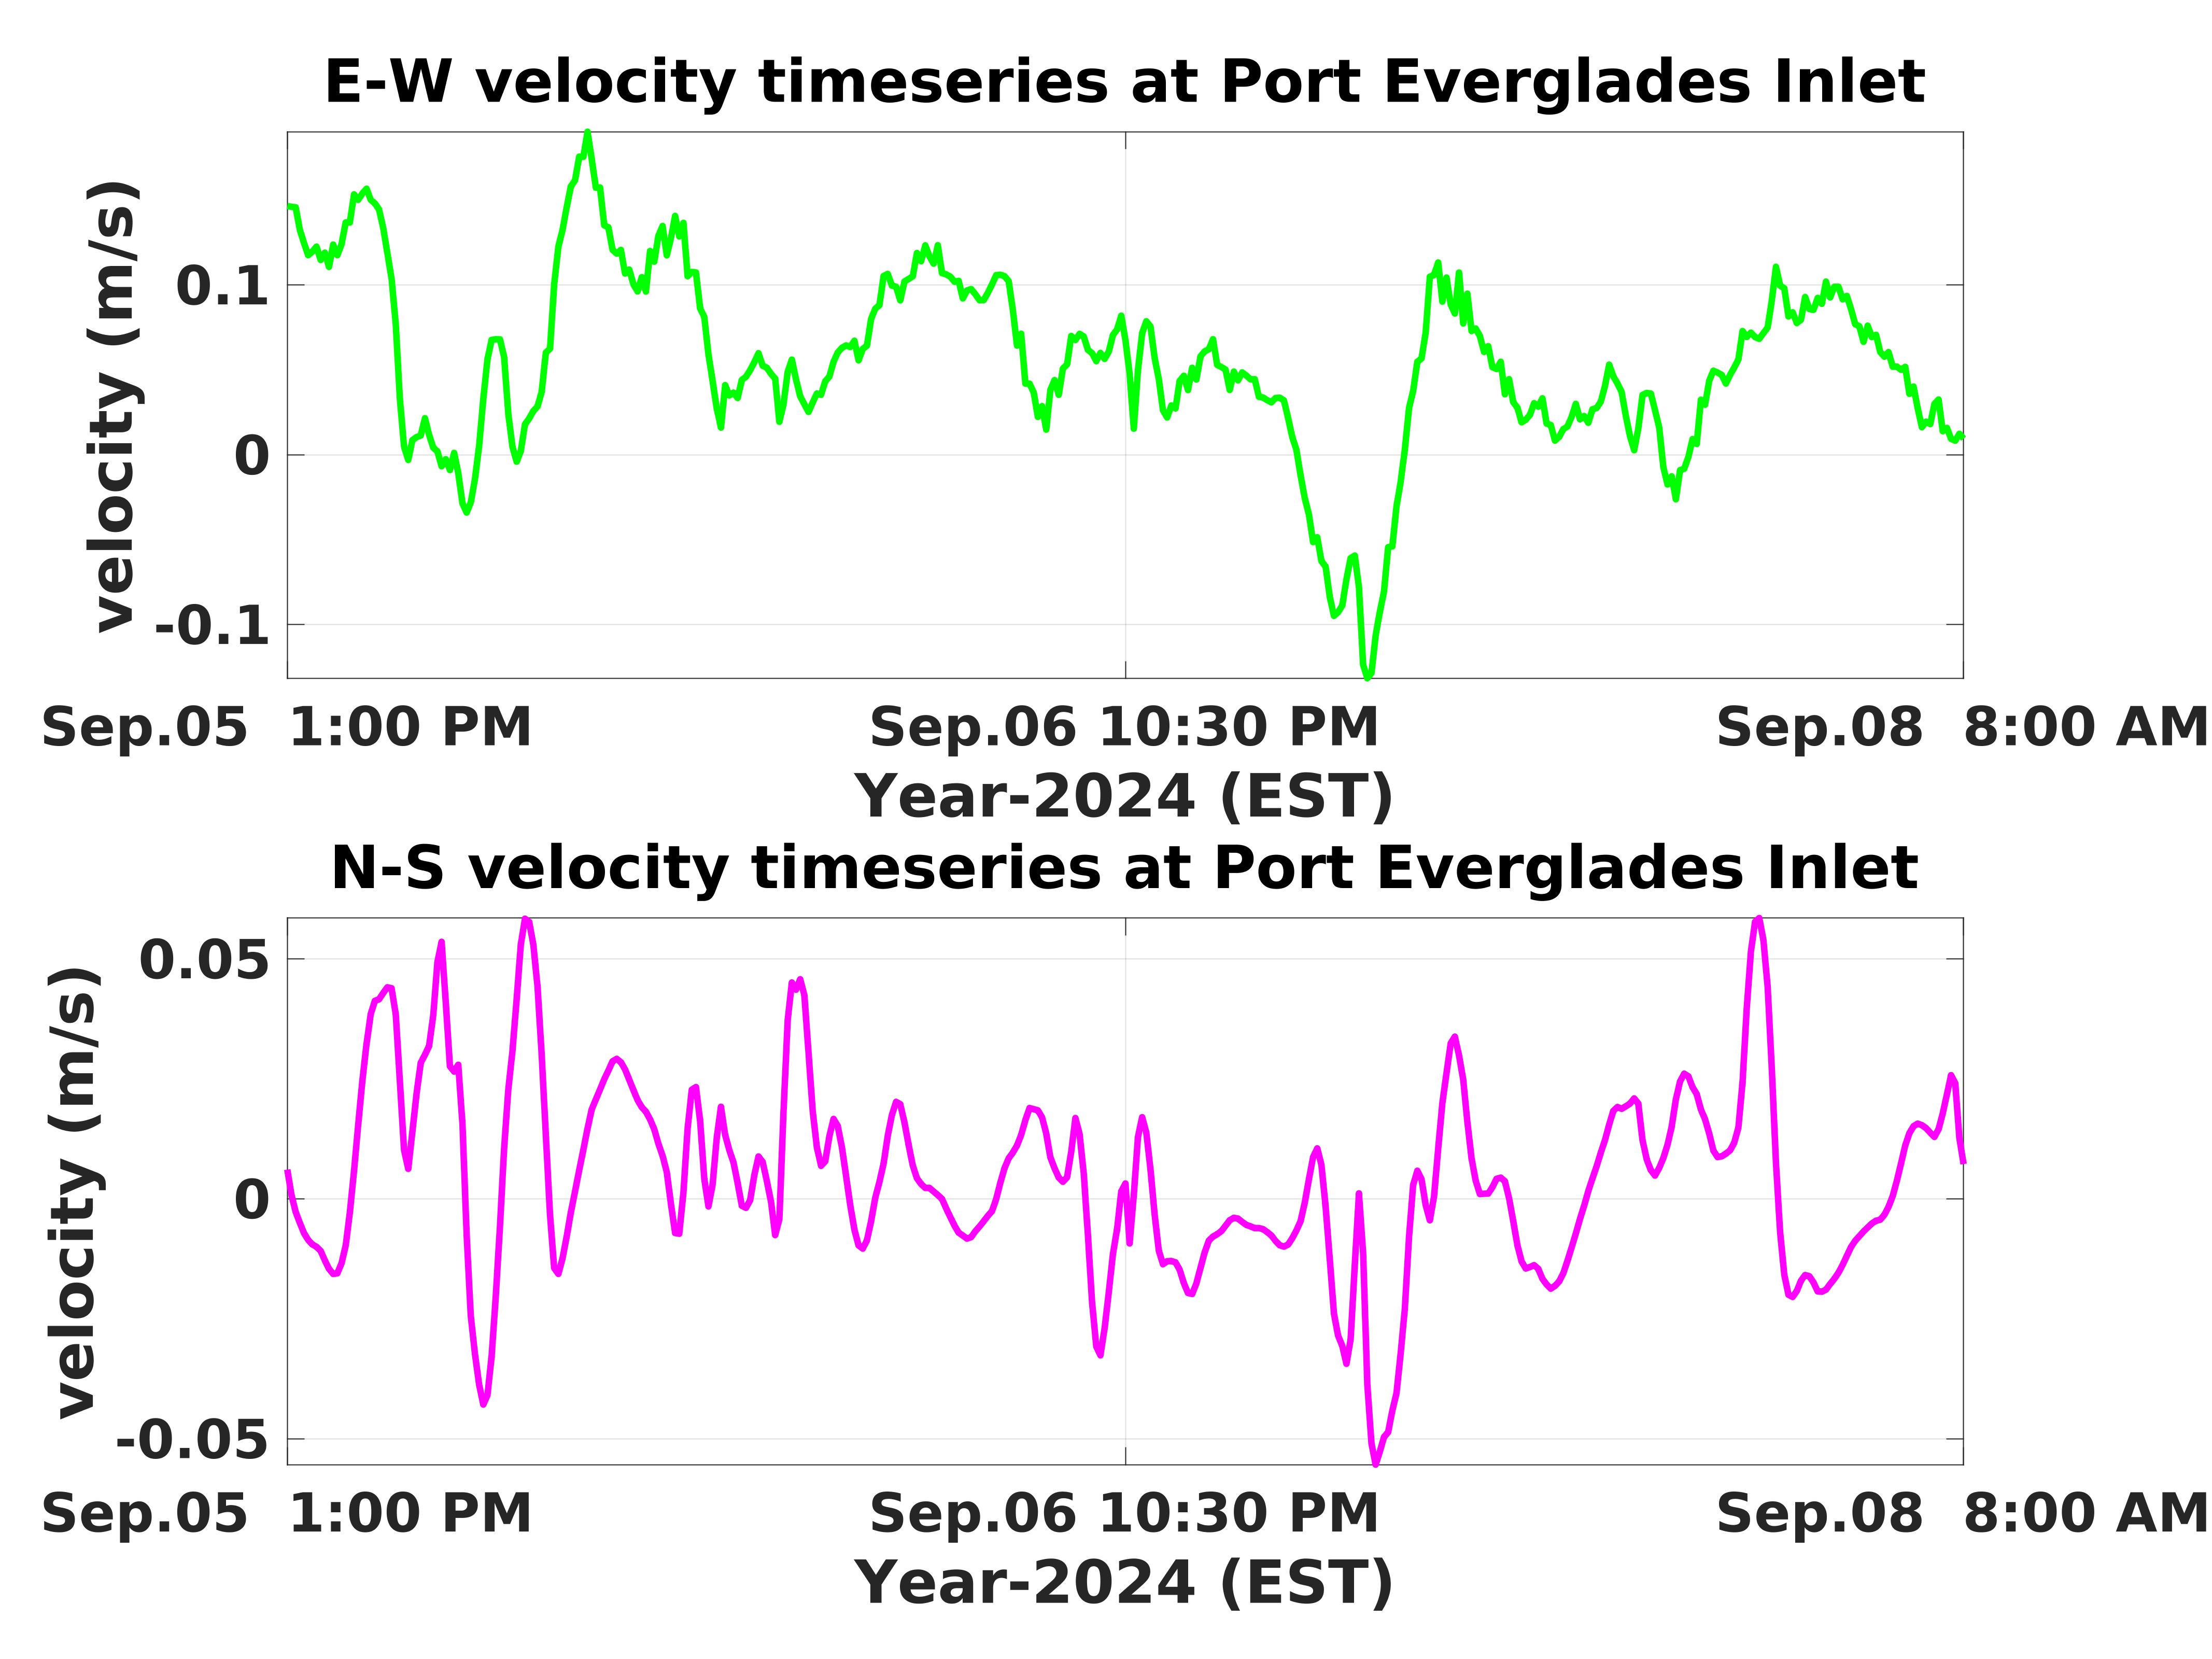 E-W velocity timeseries at Port Everglades Inlet
velocity (m/s)
0.1
0
-0.1
Sep.05 1:00 PM Sep.06 10:30 PM Sep.08 8:00 AM
Year-2024 (EST)
N-S velocity timeseries at Port Everglades Inlet
velocity (m/s)
0.05
0
-0.05
Sep.05 1:00 PM Sep.06 10:30 PM Sep.08 8:00 AM
Year-2024 (EST)